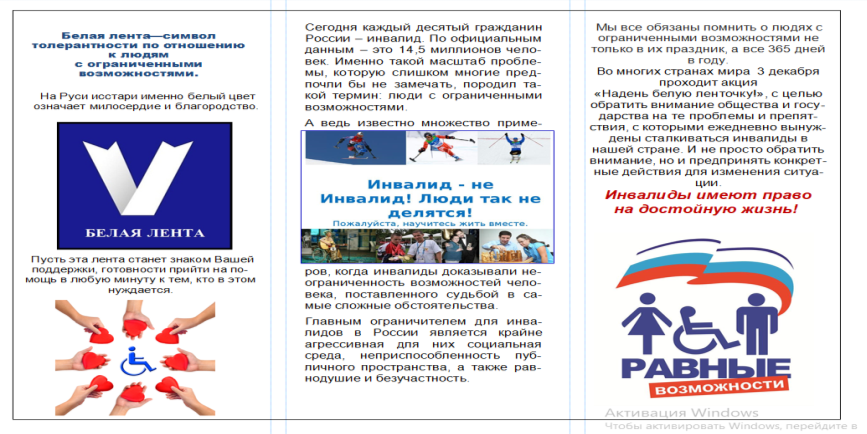 Белая лента—символ
толерантности по отношению
к людям
с ограниченными
возможностями.
На Руси исстари именно белый цвет
означает милосердие и благородство.
БЕЛАЯ ЛЕНТА
Пусть эта лента станет знаком Вашей
поддержки, готовности прийти на по-
мощь в любую минуту к тем, кто в этом
нуждается.
Сегодня каждый десятый гражданин
России – инвалид. По официальным
данным – это 14,5 миллионов чело-
век. Именно такой масштаб пробле-
мы, которую слишком многие пред-
почли бы не замечать, породил та-
кой термин: люди с ограниченными
возможностями.
А ведь известно множество приме-
Инвалид - не
Инвалид! Люди так не
делятся!
Пожалуйста, научитесь жить вместе.
ров, когда инвалиды доказывали не-
ограниченность возможностей чело-
века, поставленного судьбой в са-
мые сложные обстоятельства.
Главным ограничителем для инва-
лидов в России является крайне
агрессивная для них социальная
среда, неприспособленность пуб-
личного пространства, а также рав-
нодушие и безучастность.
Мы все обязаны помнить о людях с
ограниченными возможностями не
только в их праздник, а все 365 дней
в году.
Во многих странах мира  3 декабря
проходит акция
«Надень белую ленточку!», с целью
обратить внимание общества и госу-
дарства на те проблемы и препят-
ствия, с которыми ежедневно вынуж-
дены сталкиваться инвалиды в
нашей стране. И не просто обратить
внимание, но и предпринять конкрет-
ные действия для изменения ситуа-
ции.
Инвалиды имеют право
на достойную жизнь!
РАВНЫЕ
ВОЗМОЖНОСТИ
Активация Windows
Чтобы активировать Windows, перейдите в